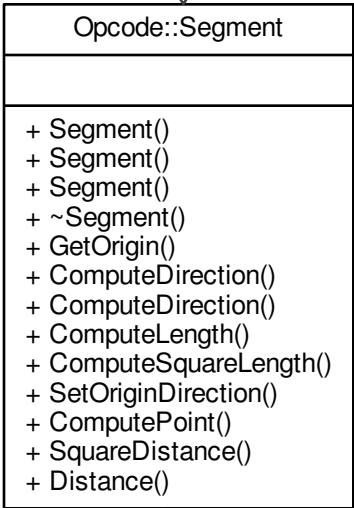 Opcode::Segment
+ Segment()
+ Segment()
+ Segment()
+ ~Segment()
+ GetOrigin()
+ ComputeDirection()
+ ComputeDirection()
+ ComputeLength()
+ ComputeSquareLength()
+ SetOriginDirection()
+ ComputePoint()
+ SquareDistance()
+ Distance()